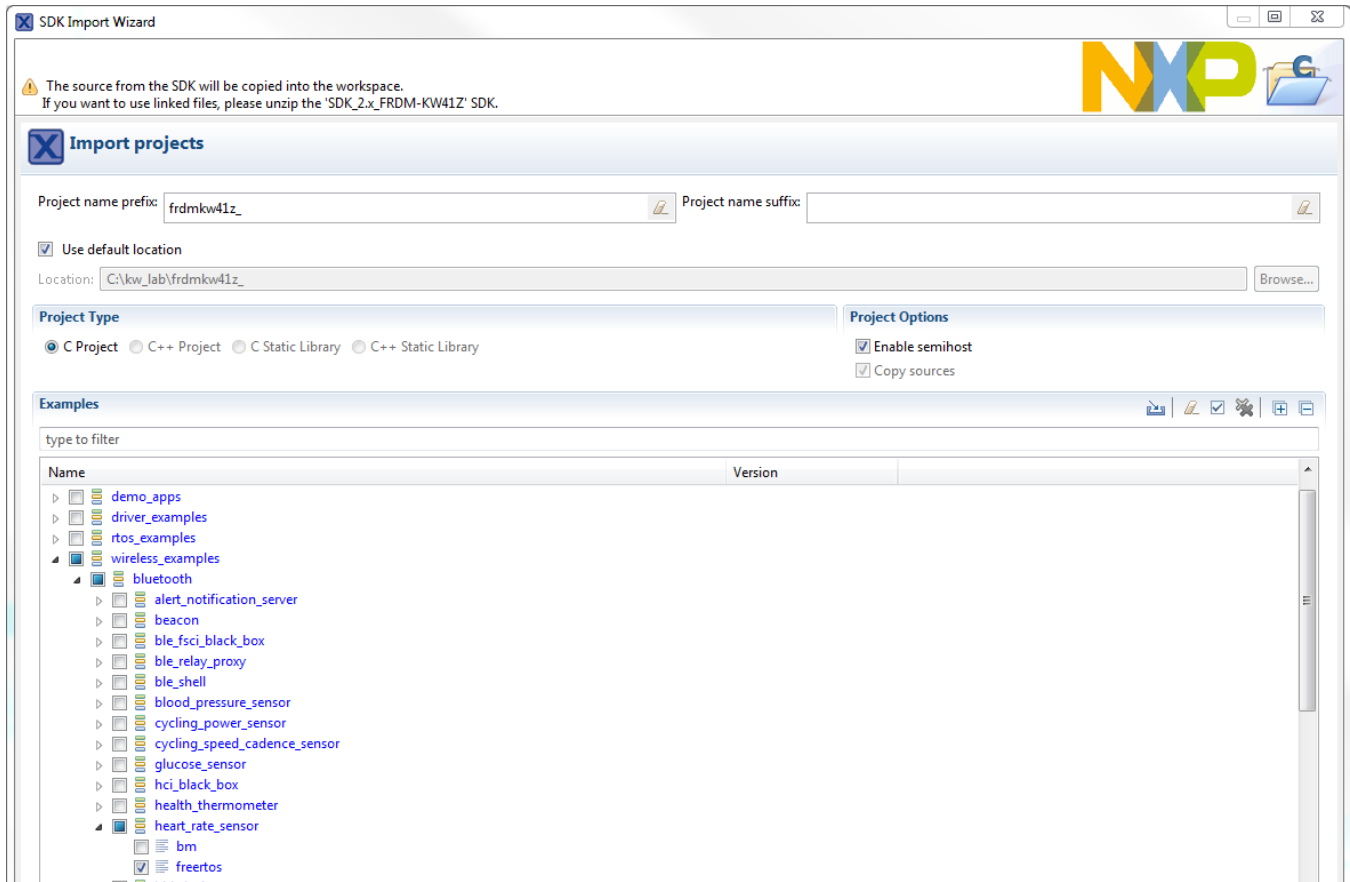 SDK Import Wizard
The source from the SDK will be copied into the workspace.
If you want to use linked files, please unzip the 'SDK_2.x_FRDM-KW41Z' SDK.
NXP
C
X Import projects
Project name prefix: frdmkw41z_ Project name suffix:
Use default location
Location: C:\kw_lab\frdmkw41z_ Browse...
Project Type Project Options
C Project C++ Project C Static Library C++ Static Library Enable semihost
Copy sources
Examples
type to filter
Name Version
demo_apps
driver_examples
rtos_examples
wireless_examples
bluetooth
alert_notification_server
beacon
ble_fsci_black_box
ble_relay_proxy
ble_shell
blood_pressure_sensor
cycling_power_sensor
cycling_speed_cadence_sensor
glucose_sensor
hci_black_box
health_thermometer
heart_rate_sensor
bm
freertos